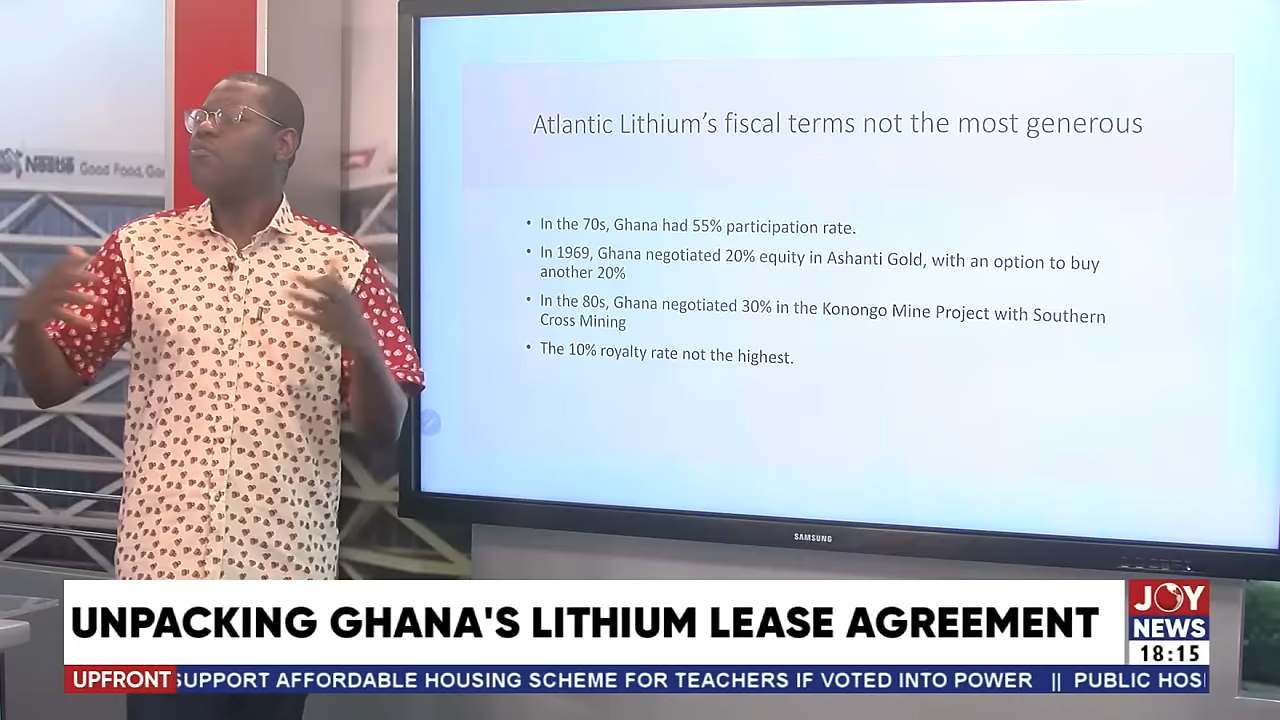 Nestlé Good Food, Goo
Atlantic Lithium's fiscal terms not the most generous
• In the 70s, Ghana had 55% participation rate.
• In 1969, Ghana negotiated 20% equity in Ashanti Gold, with an option to buy
another 20%
• In the 80s, Ghana negotiated 30% in the Konongo Mine Project with Southern
Cross Mining
• The 10% royalty rate not the highest.
SAMSUNG
UNPACKING GHANA'S LITHIUM LEASE AGREEMENT
JOY
NEWS
18:15
UPFRONT SUPPORT AFFORDABLE HOUSING SCHEME FOR TEACHERS IF VOTED INTO POWER || PUBLIC HOSI